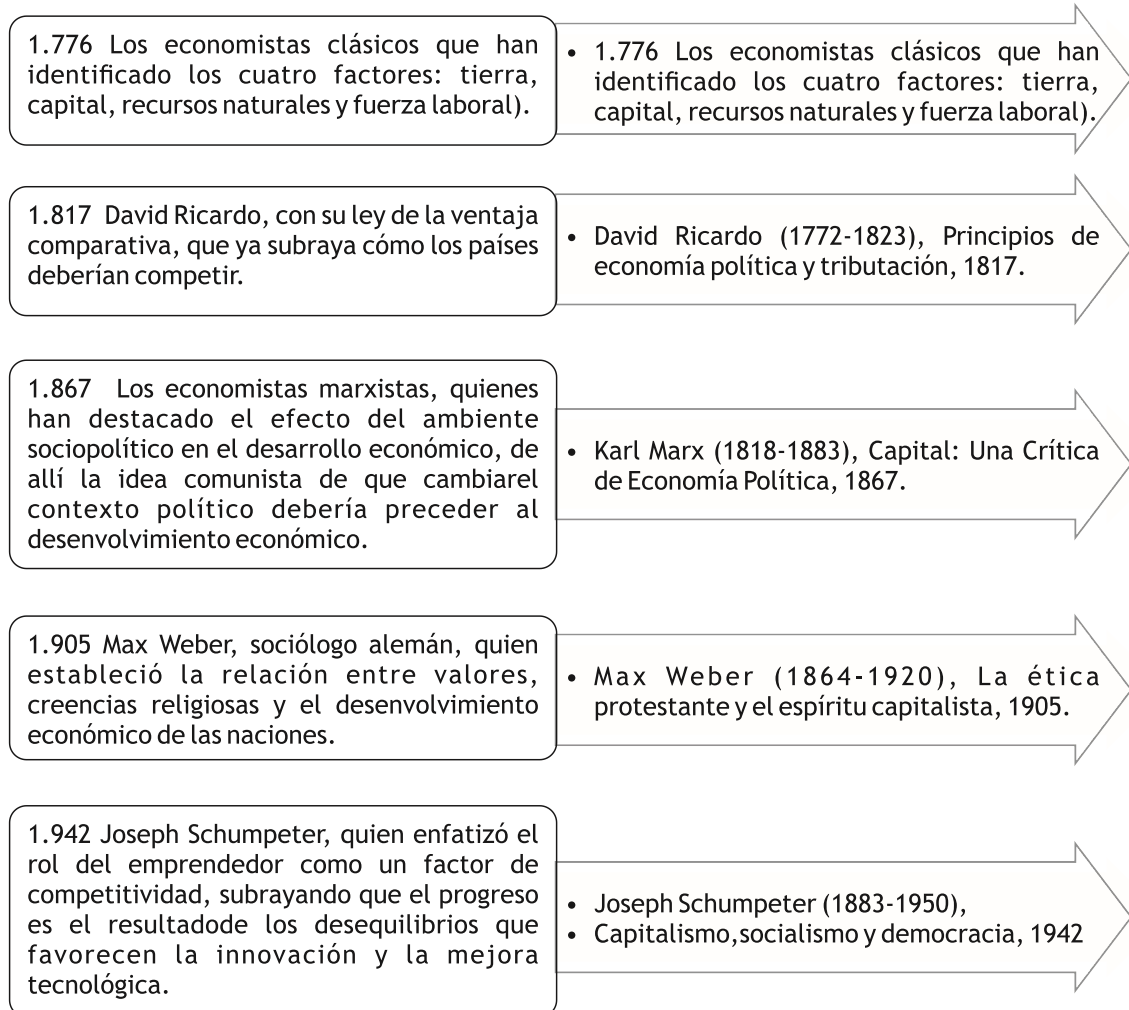 1.776 Los economistas clásicos que han
identificado los cuatro factores: tierra,
capital, recursos naturales y fuerza laboral).
• 1.776 Los economistas clásicos que han
identificado los cuatro factores: tierra,
capital, recursos naturales y fuerza laboral).
1.817 David Ricardo, con su ley de la ventaja
comparativa, que ya subraya cómo los países
deberían competir.
• David Ricardo (1772-1823), Principios de
economía política y tributación, 1817.
1.867 Los economistas marxistas, quienes
han destacado el efecto del ambiente
sociopolítico en el desarrollo económico, de
allí la idea comunista de que cambiarel
contexto político debería preceder al
desenvolvimiento económico.
• Karl Marx (1818-1883), Capital: Una Crítica
de Economía Política, 1867.
1.905 Max Weber, sociólogo alemán, quien
estableció la relación entre valores,
creencias religiosas y el desenvolvimiento
económico de las naciones.
• Max Weber (1864-1920), La ética
protestante y el espíritu capitalista, 1905.
1.942 Joseph Schumpeter, quien enfatizó el
rol del emprendedor como un factor de
competitividad, subrayando que el progreso
es el resultadode los desequilibrios que
favorecen la innovación y la mejora
tecnológica.
• Joseph Schumpeter (1883-1950),
• Capitalismo,socialismo y democracia, 1942